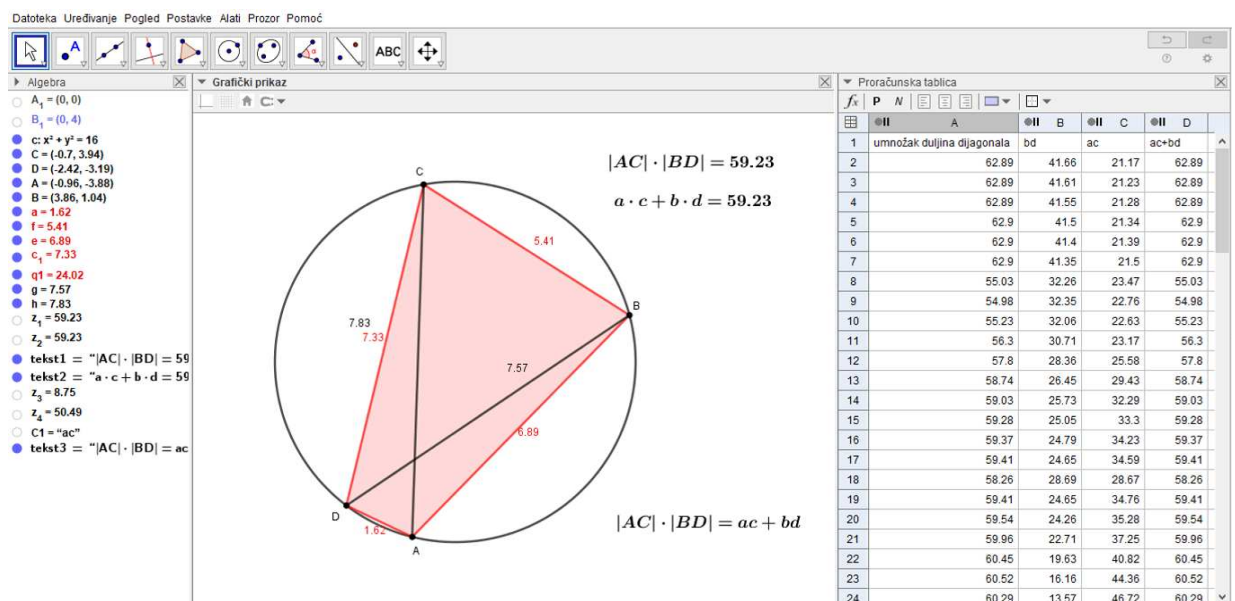 Datoteka Uređivanje Pogled Postavke Alati Prozor Pomoć
A ABC
Algebra
A₁ = (0, 0)
B₁ = (0, 4)
c: x² + y² = 16
C = (-0.7, 3.94)
D = (-2.42, -3.19)
A = (-0.96, -3.88)
B = (3.86, 1.04)
a = 1.62
f = 5.41
e = 6.89
c₁ = 7.33
q1 = 24.02
g = 7.57
h = 7.83
z₁ = 59.23
z₂ = 59.23
tekst1 = “|AC| · |BD| = 59
tekst2 = “a · c + b · d = 59
z₃ = 8.75
z₄ = 50.49
C1 = “ac”
tekst3 = “|AC| · |BD| = ac
Grafički prikaz
|AC| · |BD| = 59.23
a · c + b · d = 59.23
C
5.41
B
7.83
7.33
7.57
6.89
D
1.62
A
|AC| · |BD| = ac + bd
Proračunska tablica
fx P N
A B C D
1 umnožak duljina dijagonala bd ac ac+bd
2 62.89 41.66 21.17 62.89
3 62.89 41.61 21.23 62.89
4 62.89 41.55 21.28 62.89
5 62.9 41.5 21.34 62.9
6 62.9 41.4 21.39 62.9
7 62.9 41.35 21.5 62.9
8 55.03 32.26 23.47 55.03
9 54.98 32.35 22.76 54.98
10 55.23 32.06 22.63 55.23
11 56.3 30.71 23.17 56.3
12 57.8 28.36 25.58 57.8
13 58.74 26.45 29.43 58.74
14 59.03 25.73 32.29 59.03
15 59.28 25.05 33.3 59.28
16 59.37 24.79 34.23 59.37
17 59.41 24.65 34.59 59.41
18 58.26 28.69 28.67 58.26
19 59.41 24.65 34.76 59.41
20 59.54 24.26 35.28 59.54
21 59.96 22.71 37.25 59.96
22 60.45 19.63 40.82 60.45
23 60.52 16.16 44.36 60.52
24 60.29 13.57 46.72 60.29